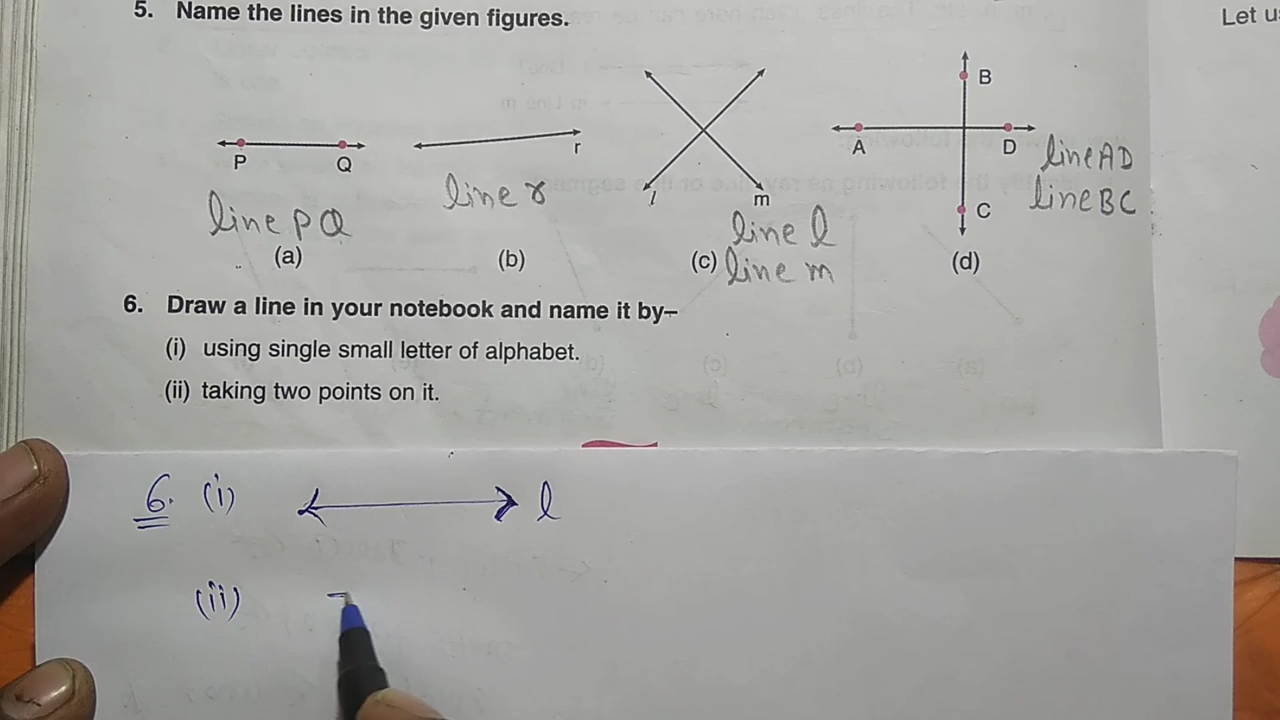 5. Name the lines in the given figures.
Let u
B
P Q
r
A D
line AD
l m
C
line BC
line PQ
line r
line l
line m
(a) (b) (c) (d)
6. Draw a line in your notebook and name it by–
(i) using single small letter of alphabet.
(ii) taking two points on it.
6. (i) l
(ii)